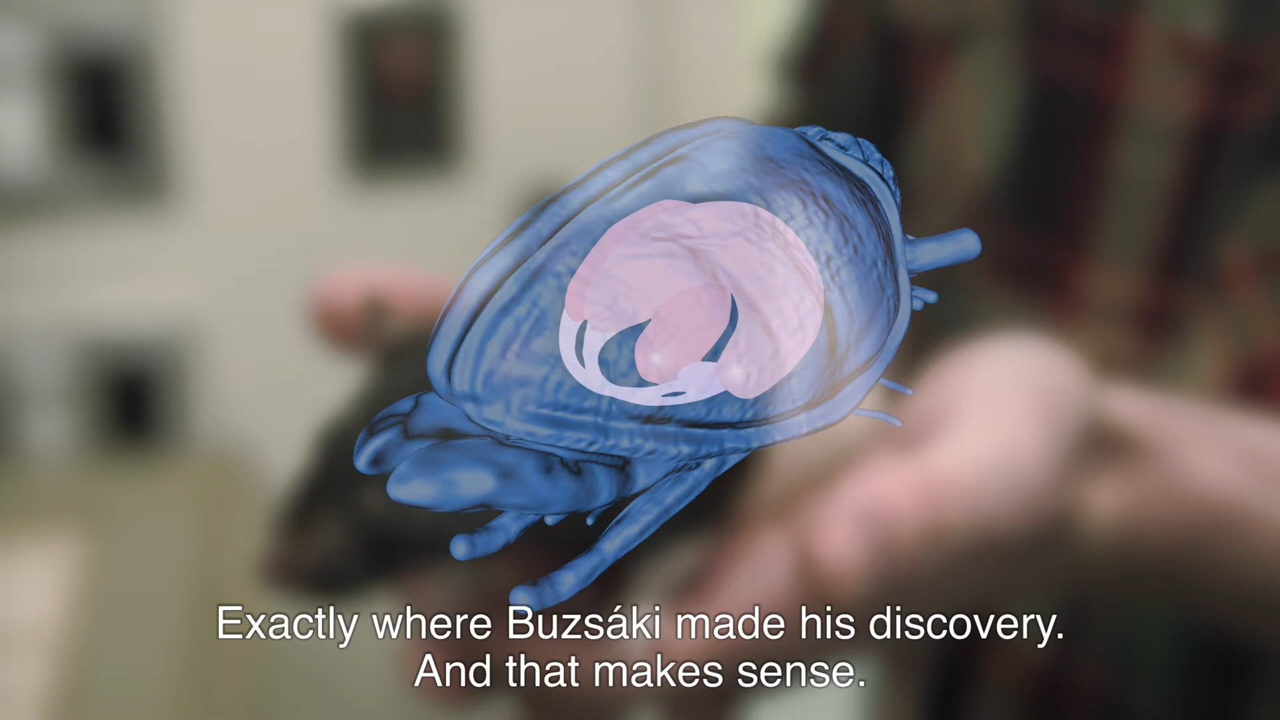 Exactly where Buzsáki made his discovery.
And that makes sense.